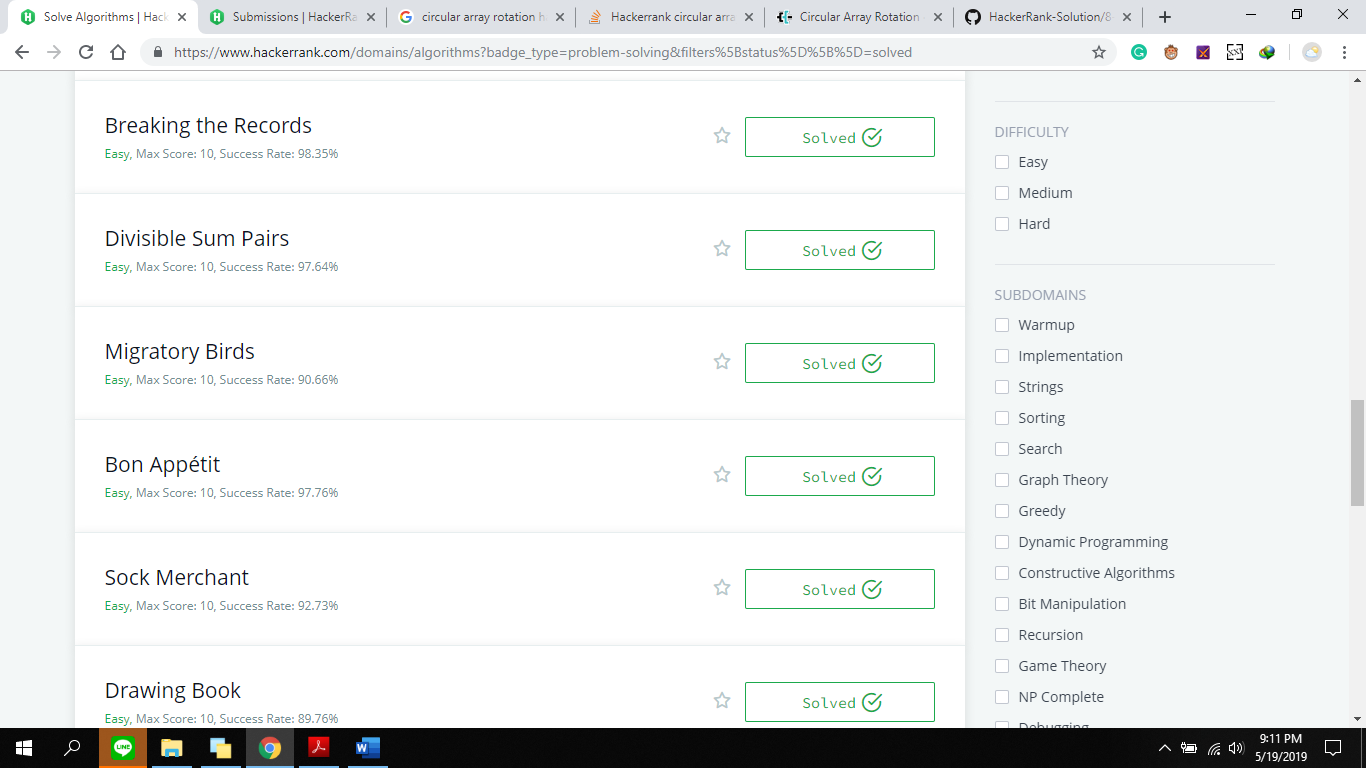 Solve Algorithms | Hack
Submissions | HackerRa
circular array rotation h
Hackerrank circular arra
Circular Array Rotation
HackerRank-Solution/8
https://www.hackerrank.com/domains/algorithms?badge_type=problem-solving&filters%5Bstatus%5D%5B%5D=solved
Breaking the Records
Easy, Max Score: 10, Success Rate: 98.35%
Solved
Divisible Sum Pairs
Easy, Max Score: 10, Success Rate: 97.64%
Solved
Migratory Birds
Easy, Max Score: 10, Success Rate: 90.66%
Solved
Bon Appétit
Easy, Max Score: 10, Success Rate: 97.76%
Solved
Sock Merchant
Easy, Max Score: 10, Success Rate: 92.73%
Solved
Drawing Book
Easy, Max Score: 10, Success Rate: 89.76%
Solved
DIFFICULTY
Easy
Medium
Hard
SUBDOMAINS
Warmup
Implementation
Strings
Sorting
Search
Graph Theory
Greedy
Dynamic Programming
Constructive Algorithms
Bit Manipulation
Recursion
Game Theory
NP Complete
Debugging
LINE
9:11 PM
5/19/2019